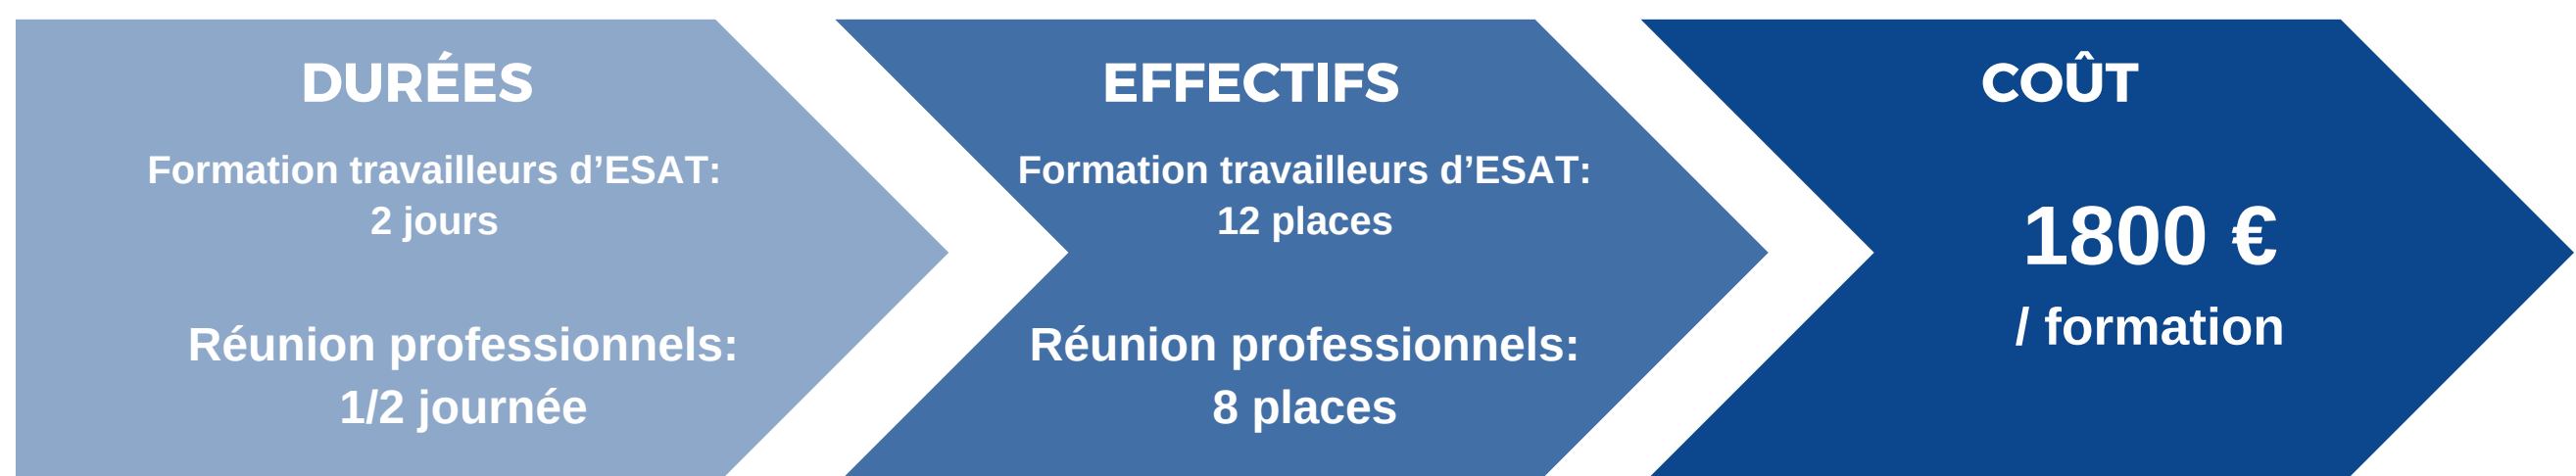 DURÉES
Formation travailleurs d’ESAT:
2 jours
Réunion professionnels:
1/2 journée
EFFECTIFS
Formation travailleurs d’ESAT:
12 places
Réunion professionnels:
8 places
COÛT
1800 €
/ formation